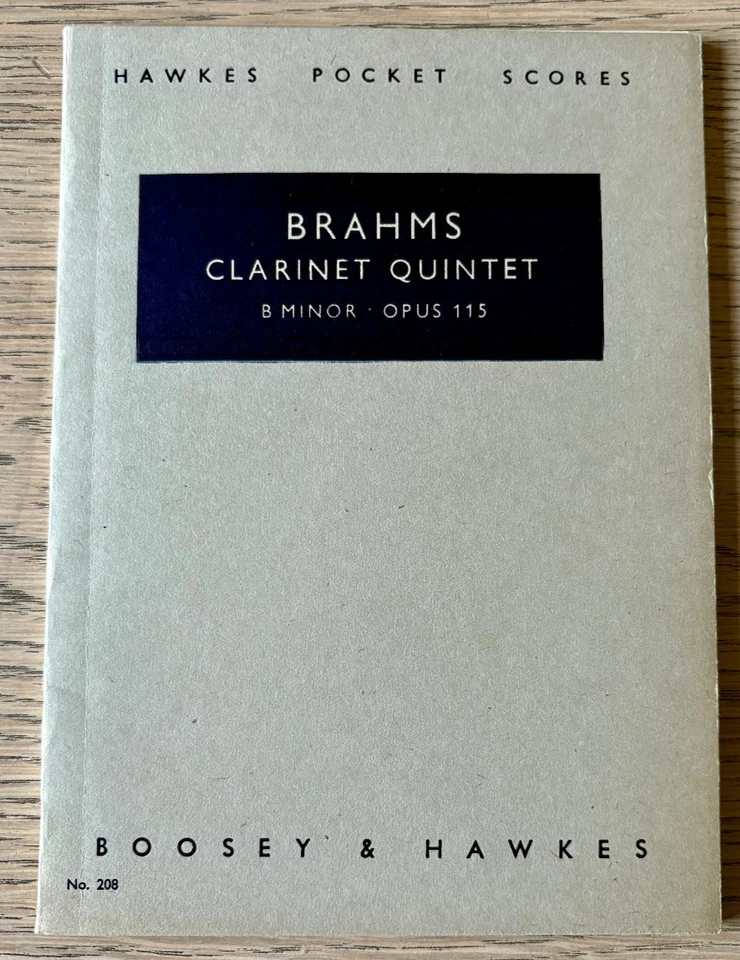 HAWKES POCKET SCORES
BRAHMS
CLARINET QUINTET
B MINOR · OPUS 115
BOOSEY & HAWKES
No. 208